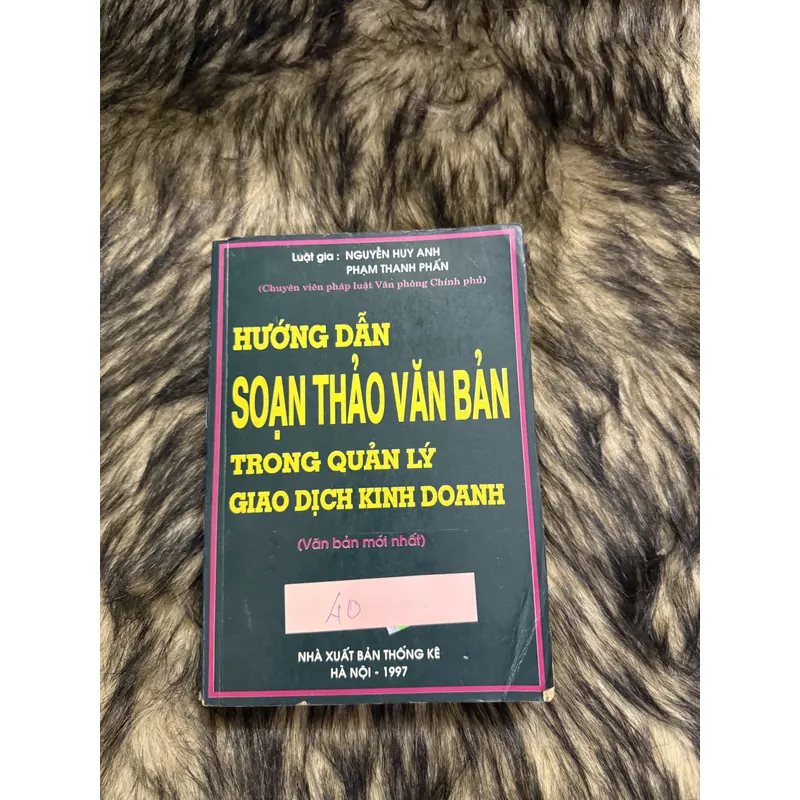 Luật gia : NGUYỄN HUY ANH
PHẠM THANH PHẤN
(Chuyên viên pháp luật Văn phòng Chính phủ)
HƯỚNG DẪN
SOẠN THẢO VĂN BẢN
TRONG QUẢN LÝ
GIAO DỊCH KINH DOANH
(Văn bản mới nhất)
40
NHÀ XUẤT BẢN THỐNG KÊ
HÀ NỘI - 1997